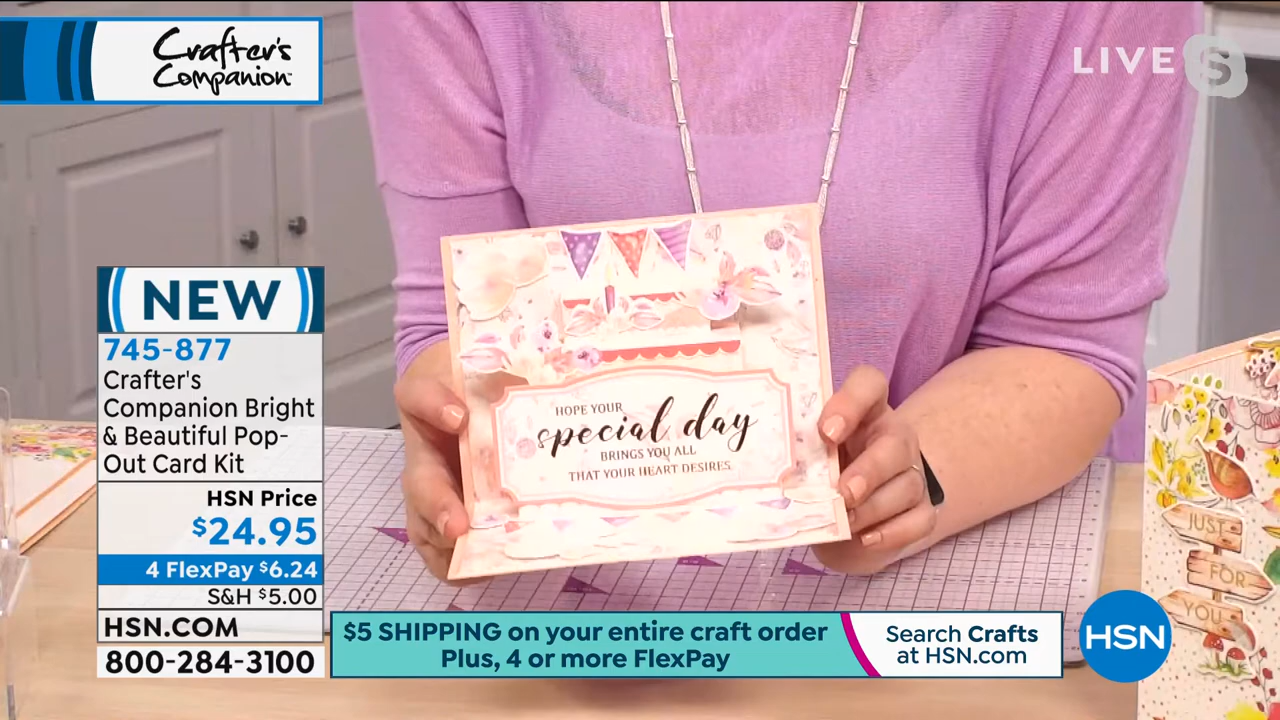 Crafter's
Companion™
LIVE S
NEW
745-877
Crafter's
Companion Bright
& Beautiful Pop-
Out Card Kit
HSN Price
$24.95
4 FlexPay $6.24
S&H $5.00
HSN.COM
800-284-3100
HOPE YOUR
special day
BRINGS YOU ALL
THAT YOUR HEART DESIRES.
JUST
FOR
YOU
$5 SHIPPING on your entire craft order
Plus, 4 or more FlexPay
Search Crafts
at HSN.com
HSN